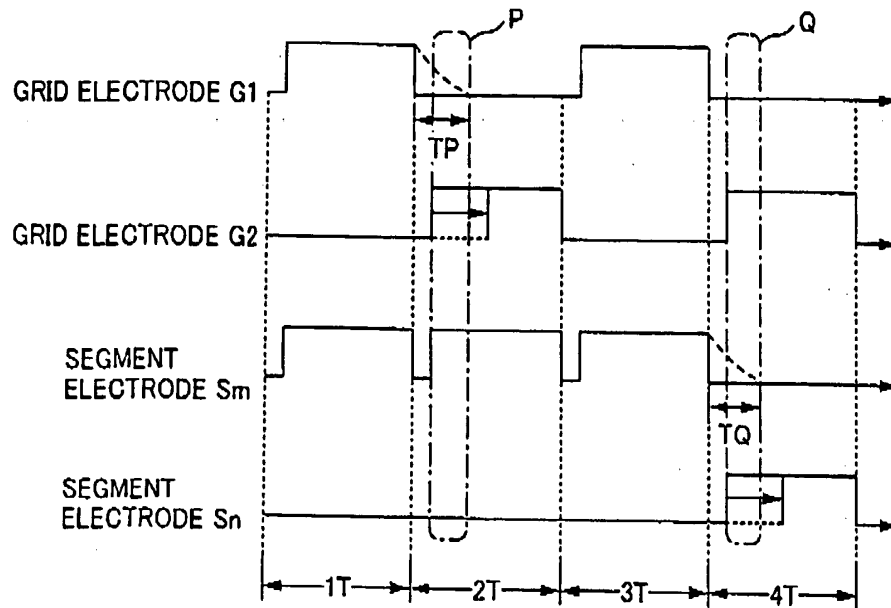 P
Q
GRID ELECTRODE G1
TP
GRID ELECTRODE G2
SEGMENT
ELECTRODE Sm
TQ
SEGMENT
ELECTRODE Sn
1T
2T
3T
4T